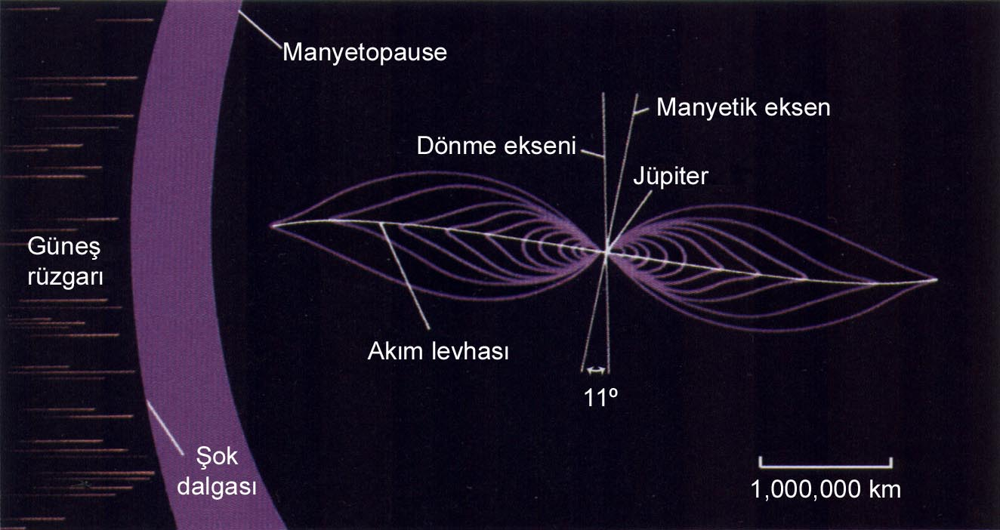 Manyetopause
Manyetik eksen
Dönme ekseni
Jüpiter
Güneş
rüzgarı
Akım levhası
11º
Şok
dalgası
1,000,000 km